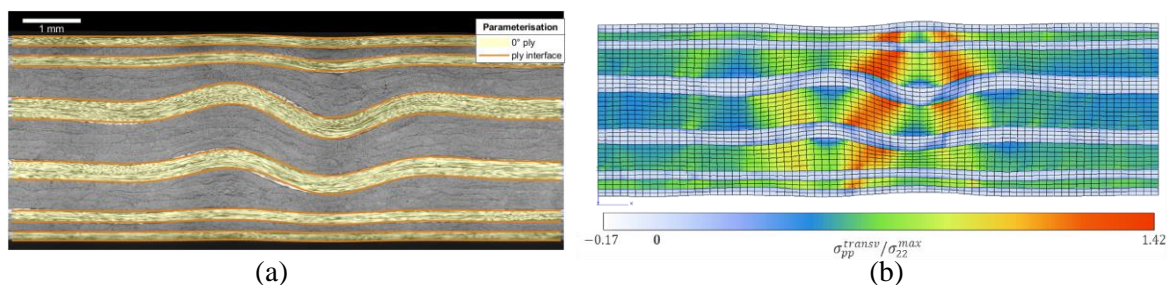 1 mm
Parameterisation
0° ply
ply interface
(a)
x
−0.17 0 1.42
σ_pp^transv/σ_22^max
(b)